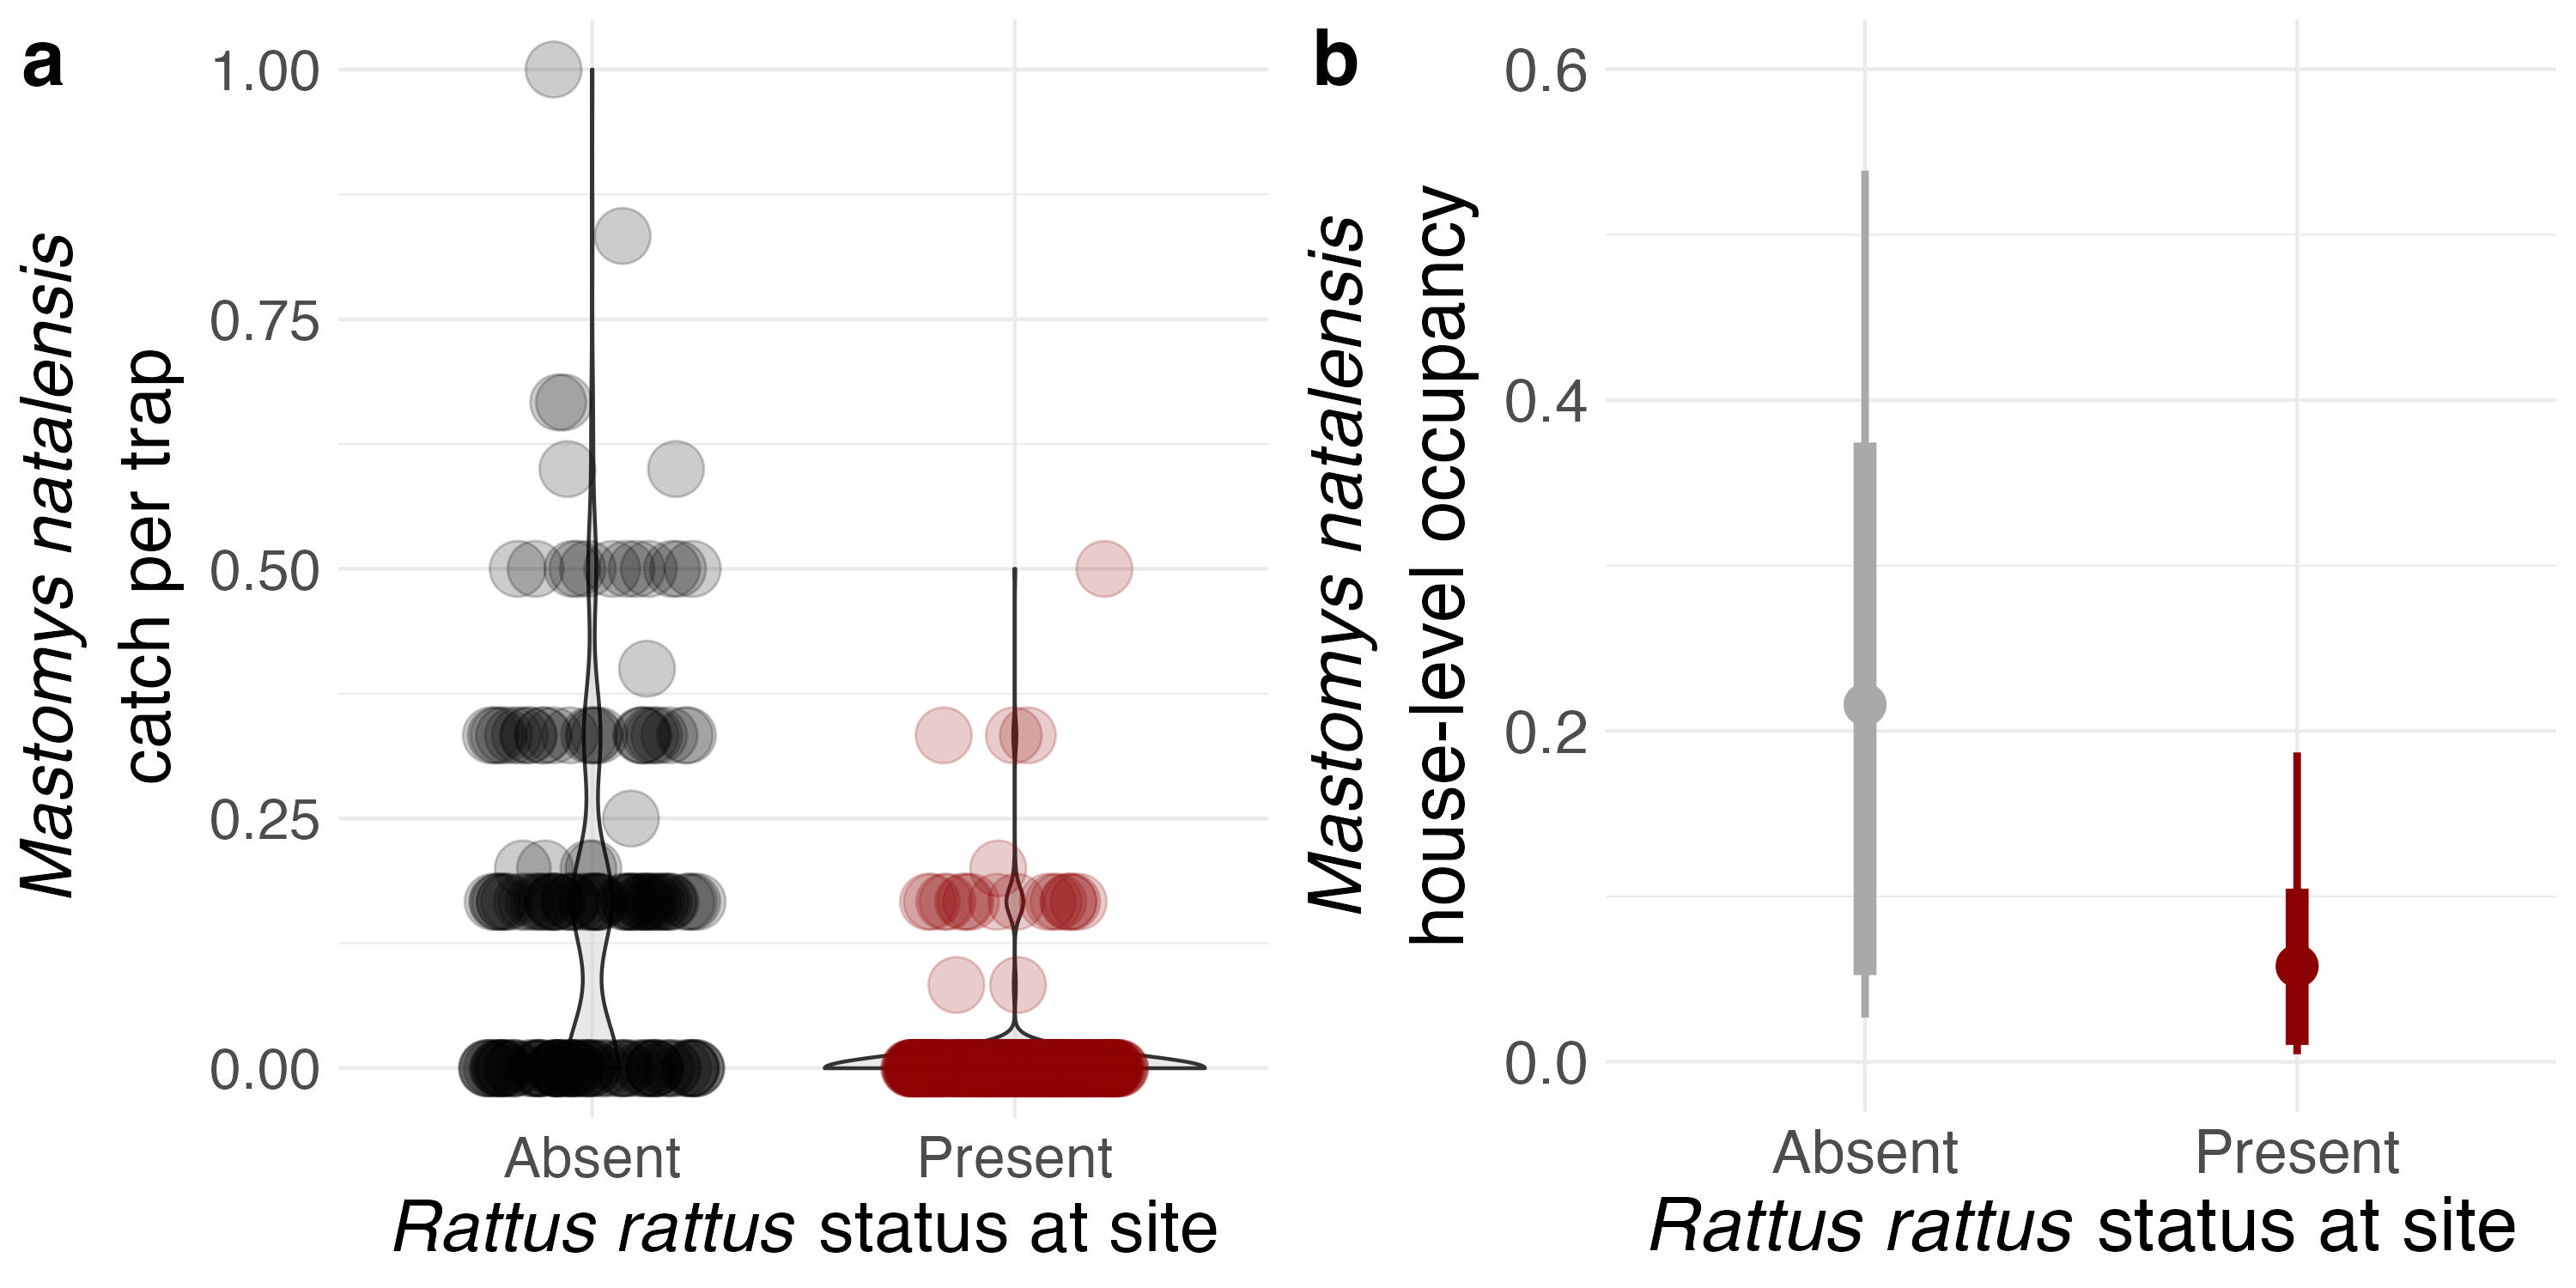 a
Mastomys natalensis
catch per trap
1.00
0.75
0.50
0.25
0.00
Absent
Present
Rattus rattus status at site
b
Mastomys natalensis
house-level occupancy
0.6
0.4
0.2
0.0
Absent
Present
Rattus rattus status at site